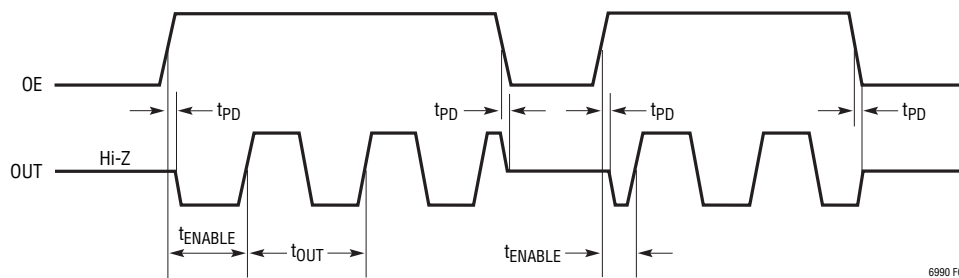 OE
tPD
tPD
tPD
tPD
OUT
Hi-Z
tENABLE
tOUT
tENABLE